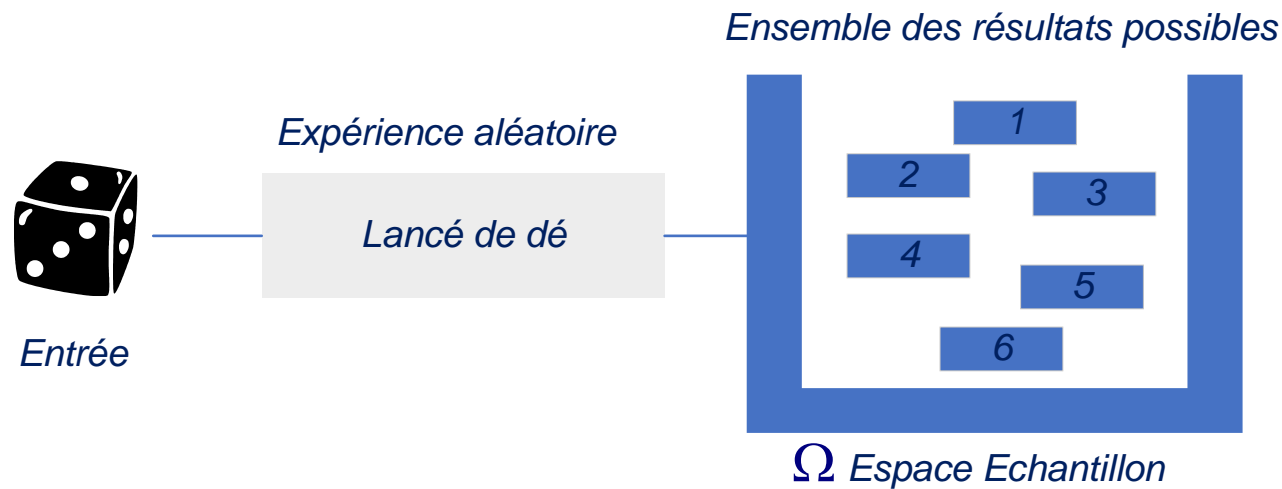 Ensemble des résultats possibles
Expérience aléatoire
Lancé de dé
Entrée
1
2
3
4
5
6
Ω Espace Echantillon